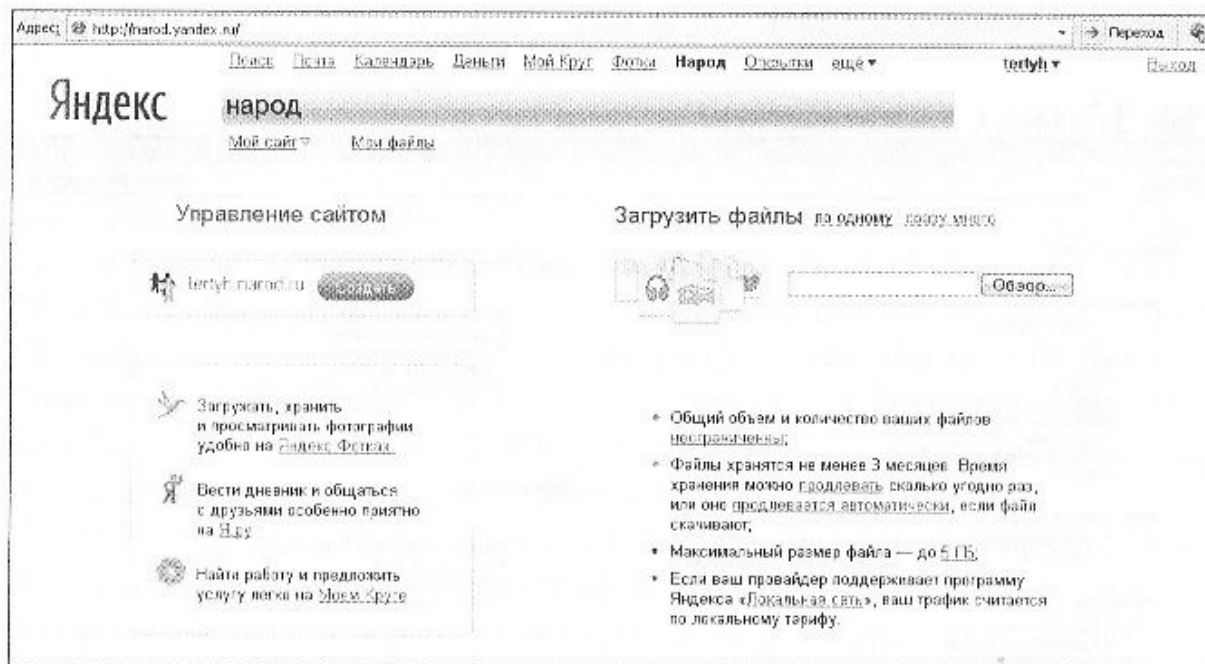 Адрес: http://narod.yandex.ru/ Переход
Поиск Почта Календарь Деньги Мой Круг Фотки Народ Открытки ещё ▾ tertyh ▾ Выход
Яндекс народ
Мой сайт ▽ Мои файлы
Управление сайтом
tertyh.narod.ru Создать
Загружать, хранить
и просматривать фотографии
удобно на Яндекс.Фотках
Вести дневник и общаться
с друзьями особенно приятно
на Я.ру
Найти работу и предложить
услугу легко на Моем Круге
Загрузить файлы по одному сразу много
Обзор...
• Общий объем и количество ваших файлов
неограниченны;
• Файлы хранятся не менее 3 месяцев. Время
хранения можно продлевать сколько угодно раз,
или оно продлевается автоматически, если файл
скачивают;
• Максимальный размер файла — до 5 ГБ;
• Если ваш провайдер поддерживает программу
Яндекса «Локальная сеть», ваш трафик считается
по локальному тарифу.